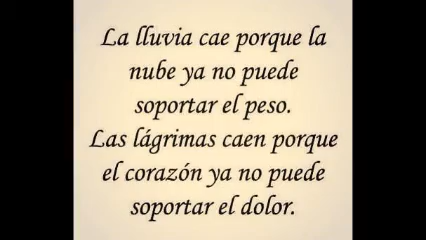 La lluvia cae porque la
nube ya no puede
soportar el peso.
Las lágrimas caen porque
el corazón ya no puede
soportar el dolor.